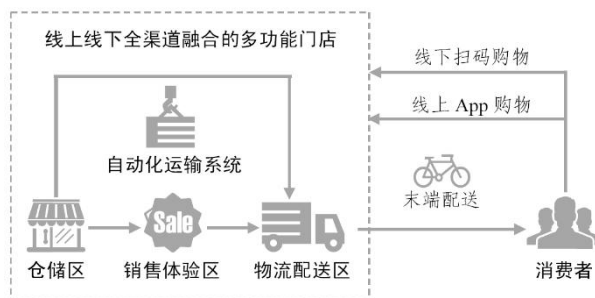 线上线下全渠道融合的多功能门店
线下扫码购物
线上 App 购物
自动化运输系统
Sale
末端配送
仓储区
销售体验区
物流配送区
消费者